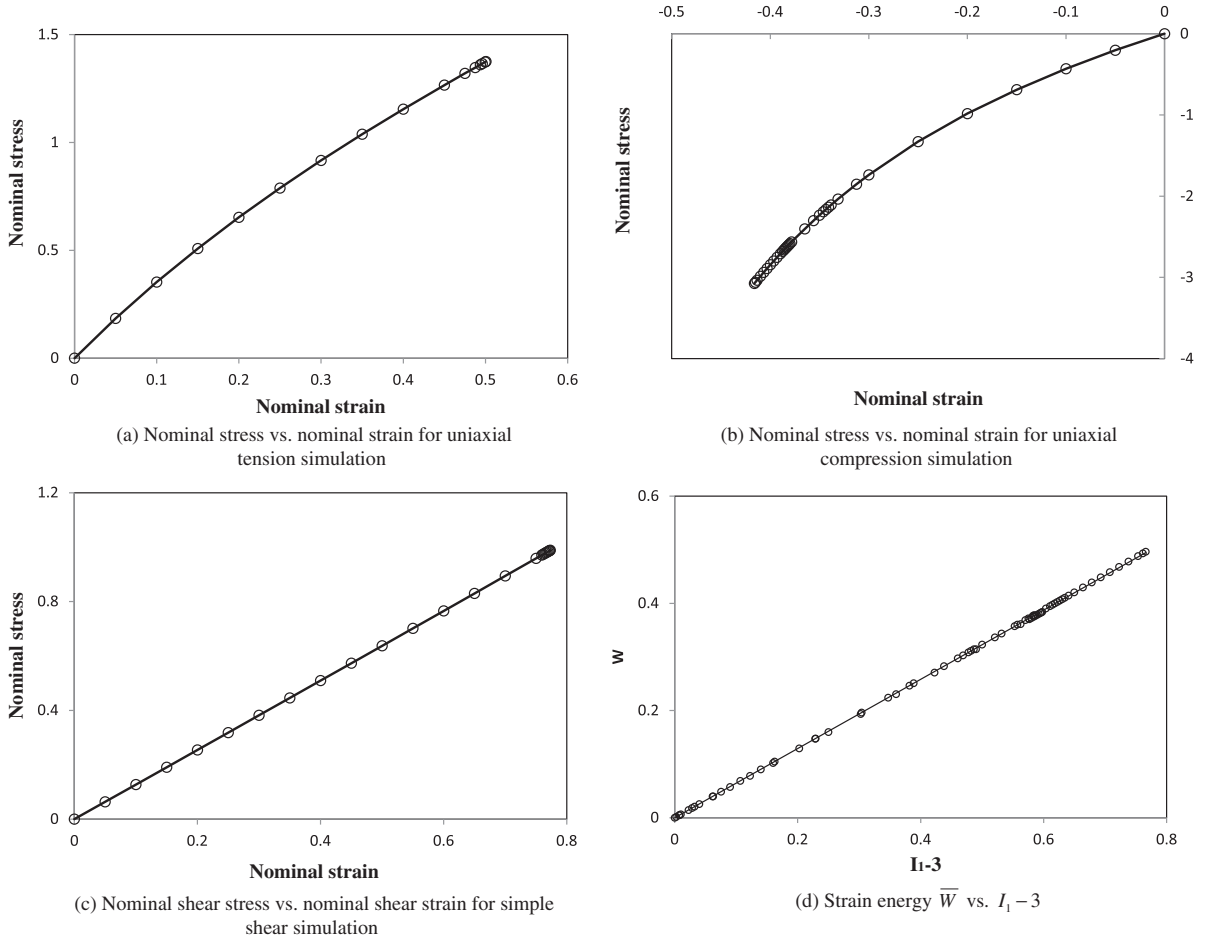 1.5
1
0.5
0
0 0.1 0.2 0.3 0.4 0.5 0.6
Nominal stress
Nominal strain
(a) Nominal stress vs. nominal strain for uniaxial
tension simulation
-0.5 -0.4 -0.3 -0.2 -0.1 0
0
-1
-2
-3
-4
Nominal stress
Nominal strain
(b) Nominal stress vs. nominal strain for uniaxial
compression simulation
1.2
0.8
0.4
0
0 0.2 0.4 0.6 0.8
Nominal stress
Nominal strain
(c) Nominal shear stress vs. nominal shear strain for simple
shear simulation
0.6
0.4
0.2
0
0 0.2 0.4 0.6 0.8
W
I₁-3
(d) Strain energy W̅ vs. I₁ − 3